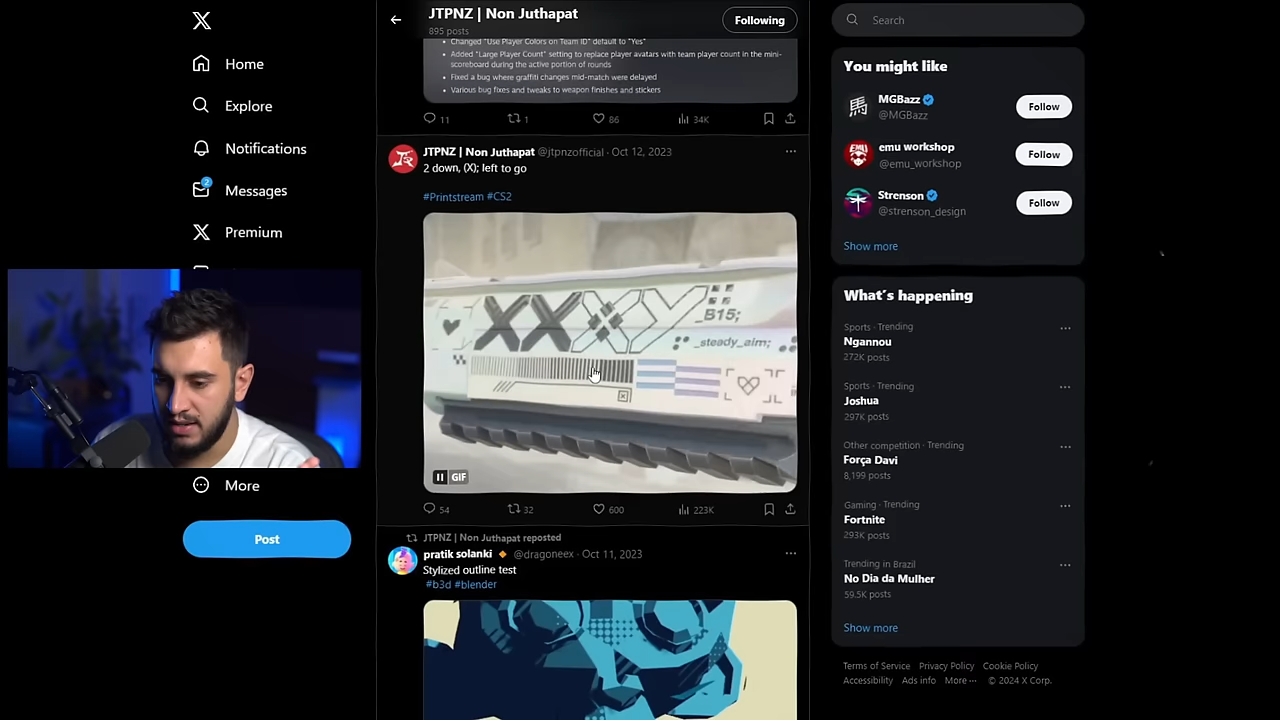 Home
Explore
Notifications
Messages
2
Premium
More
Post
JTPNZ | Non Juthapat
895 posts
Following
Changed "Use Player Colors on Team ID" default to "Yes"
Added "Large Player Count" setting to replace player avatars with team player count in the mini-
scoreboard during the active portion of rounds
Fixed a bug where graffiti changes mid-match were delayed
Various bug fixes and tweaks to weapon finishes and stickers
11
1
86
34K
JTPNZ | Non Juthapat @jtpnzofficial · Oct 12, 2023
2 down, (X); left to go
#Printstream #CS2
XXXY
_B15;
_steady_aim;
GIF
54
32
600
223K
JTPNZ | Non Juthapat reposted
pratik solanki 🔸 @dragoneex · Oct 11, 2023
Stylized outline test
#b3d #blender
Search
You might like
MGBazz
@MGBazz
Follow
EMU
emu workshop
@emu_workshop
Follow
Strenson
@strenson_design
Follow
Show more
What's happening
Sports · Trending
Ngannou
272K posts
Sports · Trending
Joshua
297K posts
Other competition · Trending
Força Davi
8,199 posts
Gaming · Trending
Fortnite
293K posts
Trending in Brazil
No Dia da Mulher
59.5K posts
Show more
Terms of Service Privacy Policy Cookie Policy
Accessibility Ads info More ··· © 2024 X Corp.